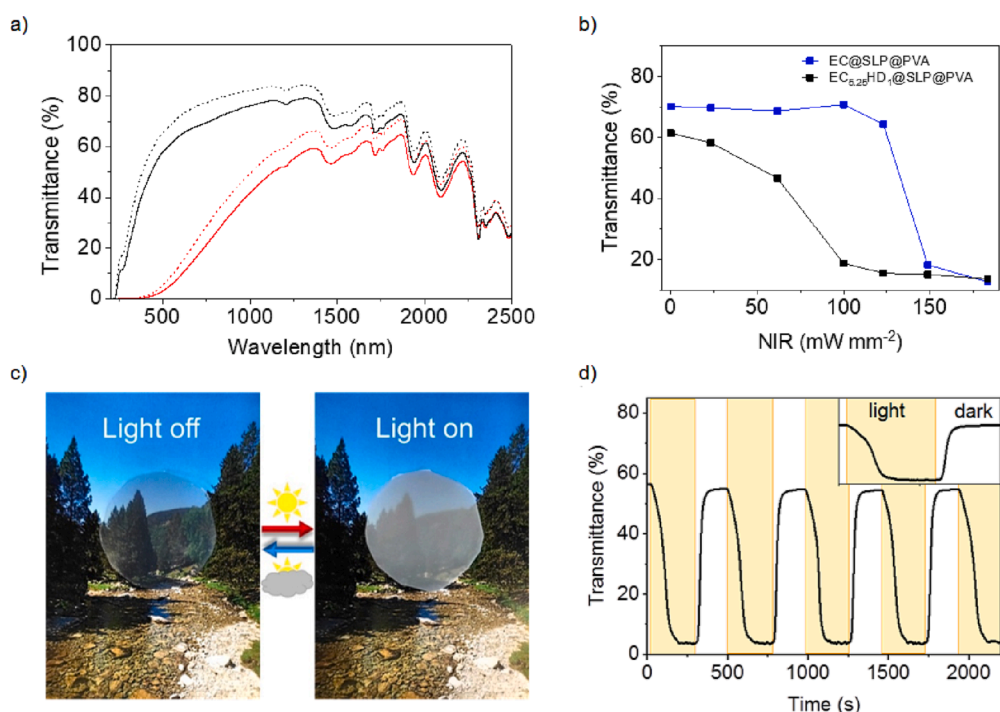 a)
100
80
60
40
20
0
Transmittance (%)
500 1000 1500 2000 2500
Wavelength (nm)
b)
EC@SLP@PVA
EC5.25HD1@SLP@PVA
80
60
40
20
Transmittance (%)
0 50 100 150
NIR (mW mm-2)
c)
Light off
Light on
d)
light dark
80
60
40
20
0
Transmittance (%)
0 500 1000 1500 2000
Time (s)